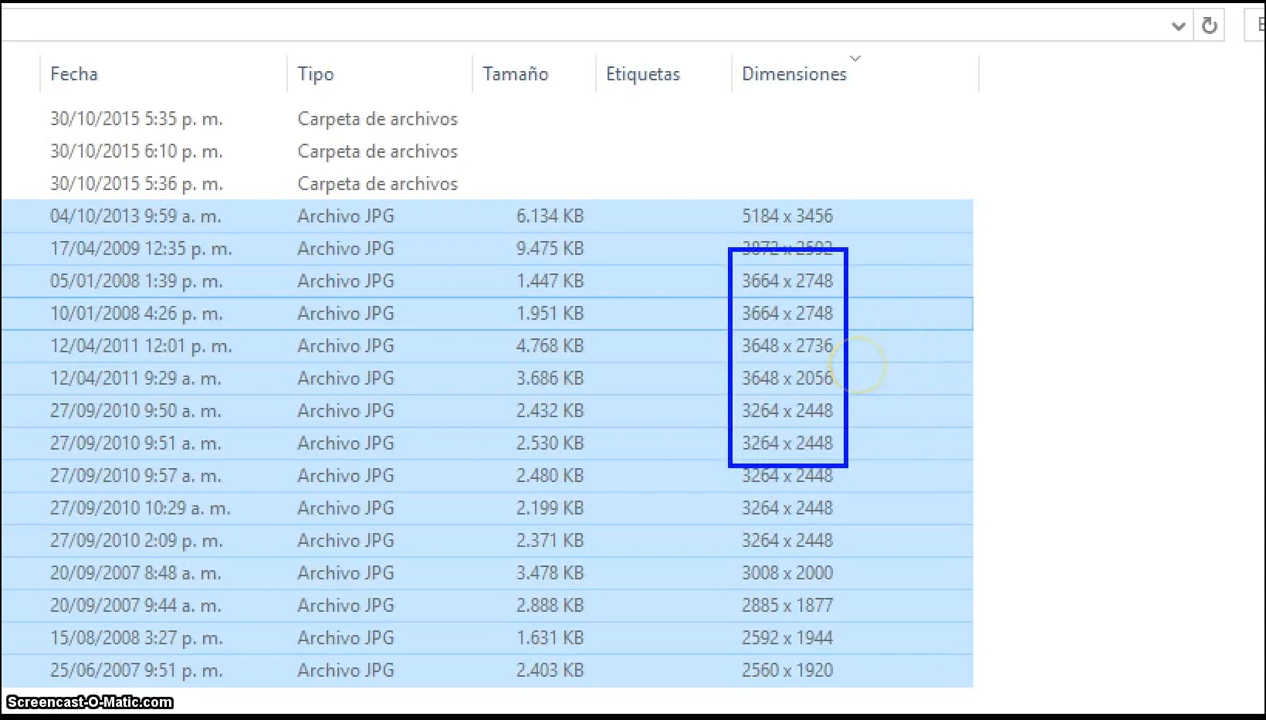 Fecha Tipo Tamaño Etiquetas Dimensiones
30/10/2015 5:35 p. m. Carpeta de archivos
30/10/2015 6:10 p. m. Carpeta de archivos
30/10/2015 5:36 p. m. Carpeta de archivos
04/10/2013 9:59 a. m. Archivo JPG 6.134 KB 5184 x 3456
17/04/2009 12:35 p. m. Archivo JPG 9.475 KB 3872 x 2592
05/01/2008 1:39 p. m. Archivo JPG 1.447 KB 3664 x 2748
10/01/2008 4:26 p. m. Archivo JPG 1.951 KB 3664 x 2748
12/04/2011 12:01 p. m. Archivo JPG 4.768 KB 3648 x 2736
12/04/2011 9:29 a. m. Archivo JPG 3.686 KB 3648 x 2056
27/09/2010 9:50 a. m. Archivo JPG 2.432 KB 3264 x 2448
27/09/2010 9:51 a. m. Archivo JPG 2.530 KB 3264 x 2448
27/09/2010 9:57 a. m. Archivo JPG 2.480 KB 3264 x 2448
27/09/2010 10:29 a. m. Archivo JPG 2.199 KB 3264 x 2448
27/09/2010 2:09 p. m. Archivo JPG 2.371 KB 3264 x 2448
20/09/2007 8:48 a. m. Archivo JPG 3.478 KB 3008 x 2000
20/09/2007 9:44 a. m. Archivo JPG 2.888 KB 2885 x 1877
15/08/2008 3:27 p. m. Archivo JPG 1.631 KB 2592 x 1944
25/06/2007 9:51 p. m. Archivo JPG 2.403 KB 2560 x 1920
Screencast-O-Matic.com